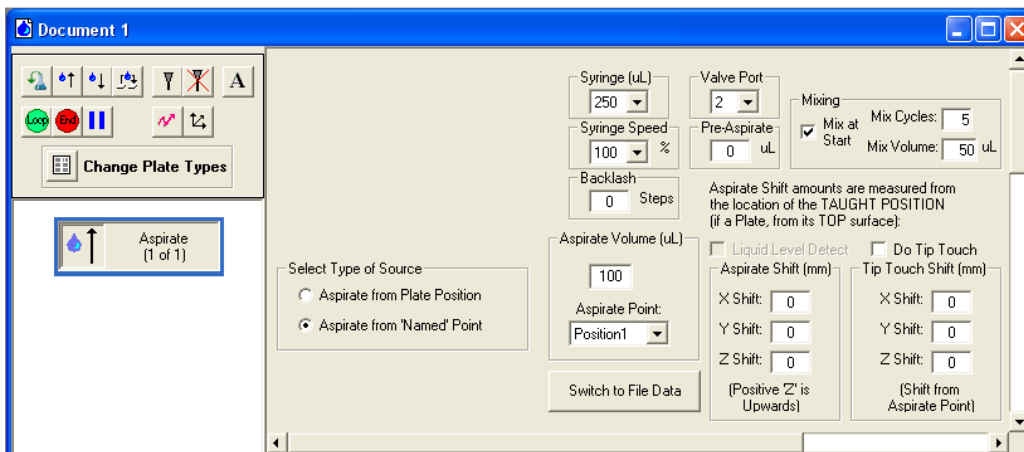 Document 1
A
Loop
End
Change Plate Types
Aspirate
(1 of 1)
Select Type of Source
Aspirate from Plate Position
Aspirate from 'Named' Point
Syringe (uL)
250
Syringe Speed
100 %
Backlash
0 Steps
Aspirate Volume (uL)
100
Aspirate Point:
Position1
Switch to File Data
Valve Port
2
Pre-Aspirate
0 uL
Mixing
Mix at
Start
Mix Cycles: 5
Mix Volume: 50 uL
Aspirate Shift amounts are measured from
the location of the TAUGHT POSITION
(if a Plate, from its TOP surface):
Liquid Level Detect
Do Tip Touch
Aspirate Shift (mm)
X Shift: 0
Y Shift: 0
Z Shift: 0
(Positive 'Z' is
Upwards)
Tip Touch Shift (mm)
X Shift: 0
Y Shift: 0
Z Shift: 0
(Shift from
Aspirate Point)